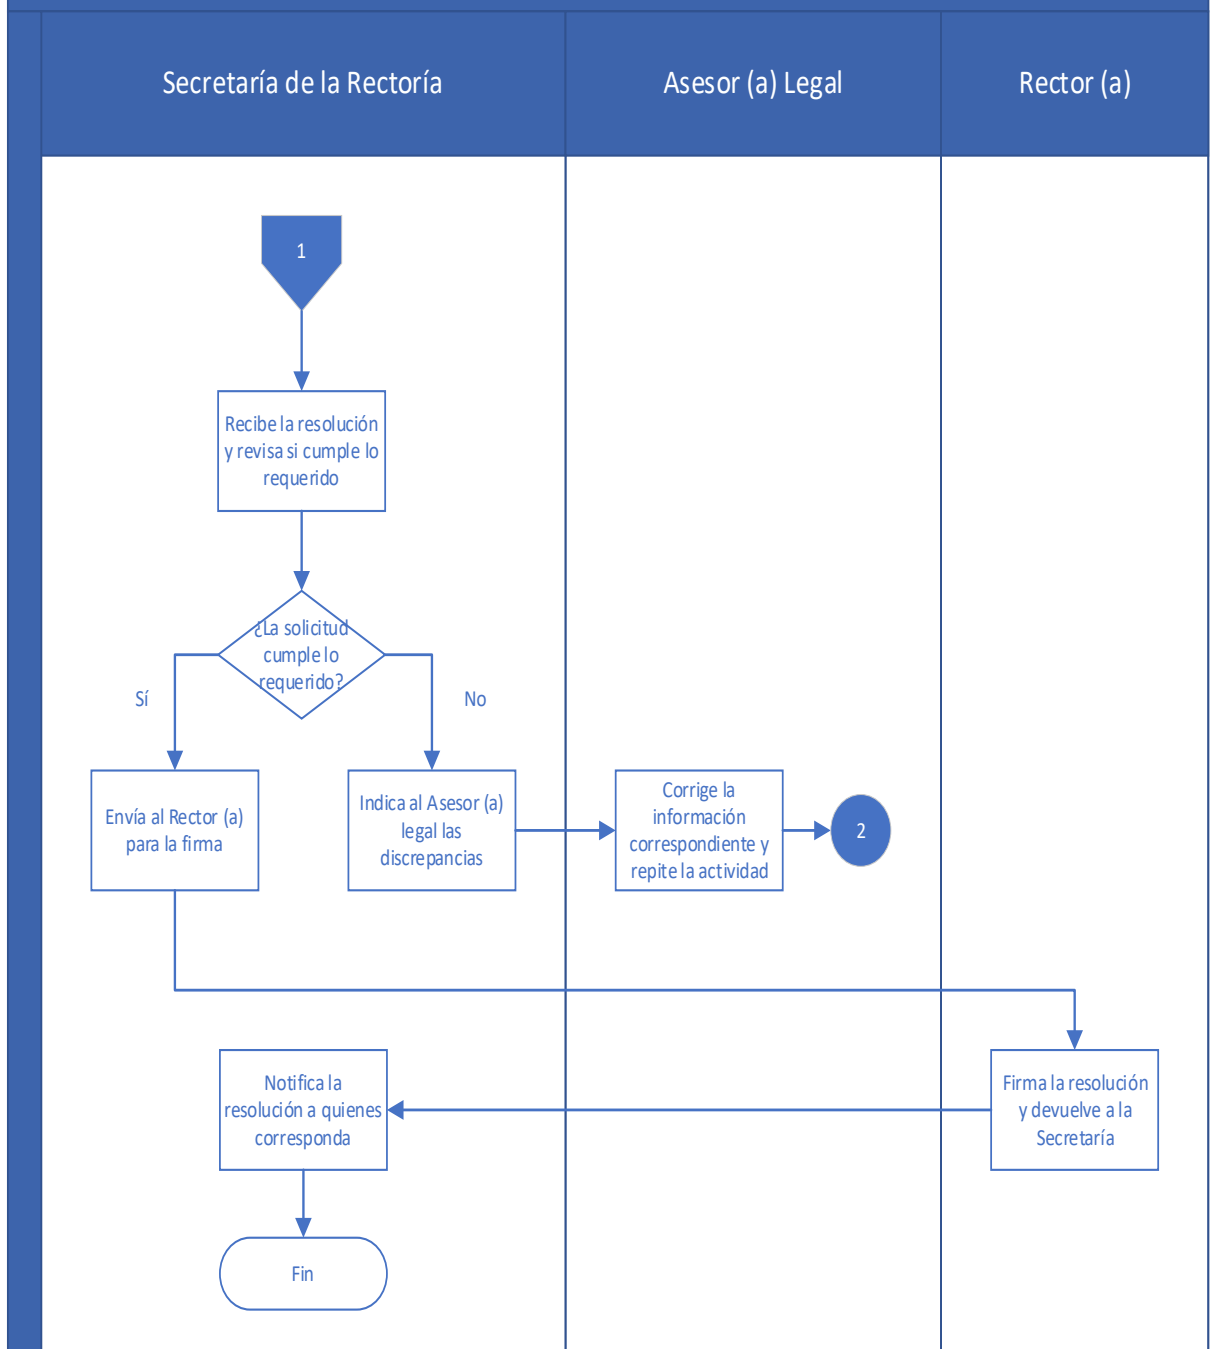 Secretaría de la Rectoría
Asesor (a) Legal
Rector (a)
1
Recibe la resolución
y revisa si cumple lo
requerido
¿La solicitud
cumple lo
requerido?
Sí
No
Envía al Rector (a)
para la firma
Indica al Asesor (a)
legal las
discrepancias
Corrige la
información
correspondiente y
repite la actividad
2
Notifica la
resolución a quienes
corresponda
Firma la resolución
y devuelve a la
Secretaría
Fin